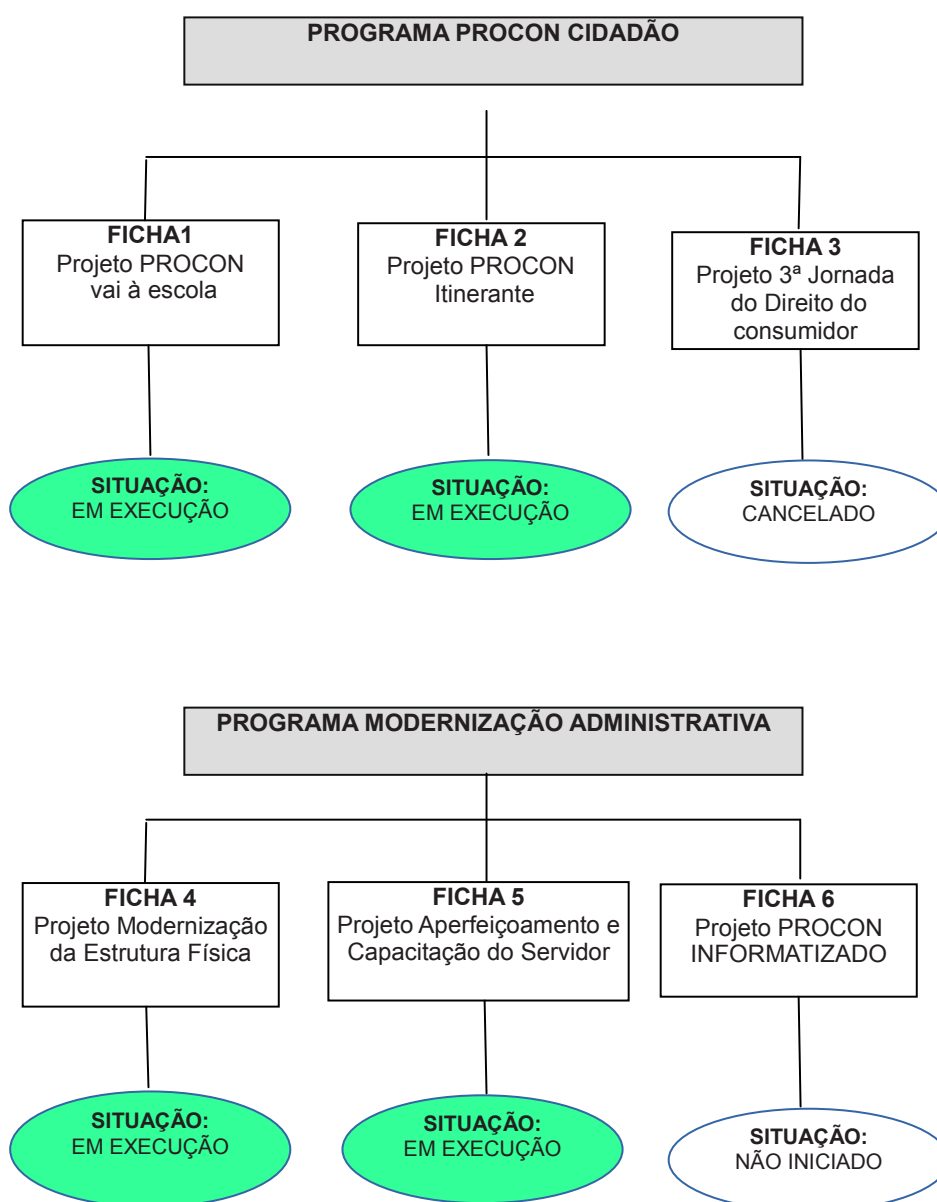 PROGRAMA PROCON CIDADÃO
FICHA1
Projeto PROCON
vai à escola
FICHA 2
Projeto PROCON
Itinerante
FICHA 3
Projeto 3ª Jornada
do Direito do
consumidor
SITUAÇÃO:
EM EXECUÇÃO
SITUAÇÃO:
EM EXECUÇÃO
SITUAÇÃO:
CANCELADO
PROGRAMA MODERNIZAÇÃO ADMINISTRATIVA
FICHA 4
Projeto Modernização
da Estrutura Física
FICHA 5
Projeto Aperfeiçoamento e
Capacitação do Servidor
FICHA 6
Projeto PROCON
INFORMATIZADO
SITUAÇÃO:
EM EXECUÇÃO
SITUAÇÃO:
EM EXECUÇÃO
SITUAÇÃO:
NÃO INICIADO